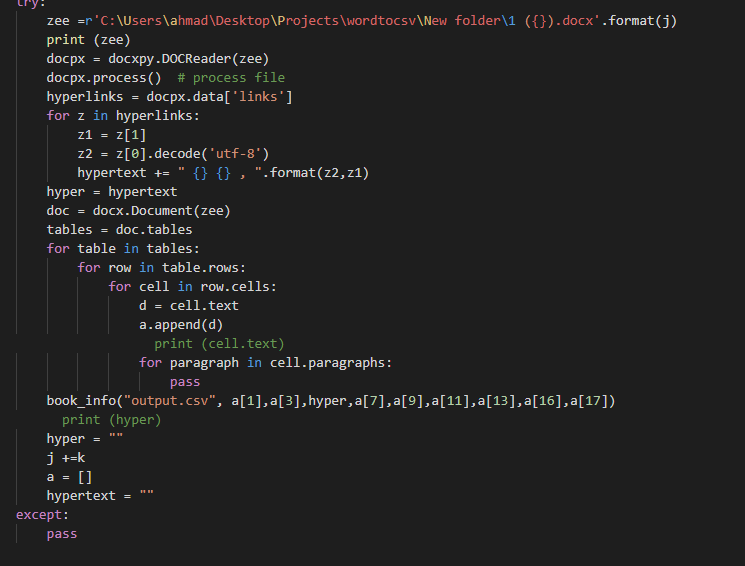 try:
zee =r'C:\Users\ahmad\Desktop\Projects\wordtocsv\New folder\1 ({}).docx'.format(j)
print (zee)
docpx = docxpy.DOCReader(zee)
docpx.process()  # process file
hyperlinks = docpx.data['links']
for z in hyperlinks:
z1 = z[1]
z2 = z[0].decode('utf-8')
hypertext += " {} {} , ".format(z2,z1)
hyper = hypertext
doc = docx.Document(zee)
tables = doc.tables
for table in tables:
for row in table.rows:
for cell in row.cells:
d = cell.text
a.append(d)
print (cell.text)
for paragraph in cell.paragraphs:
pass
book_info("output.csv", a[1],a[3],hyper,a[7],a[9],a[11],a[13],a[16],a[17])
print (hyper)
hyper = ""
j +=k
a = []
hypertext = ""
except:
pass